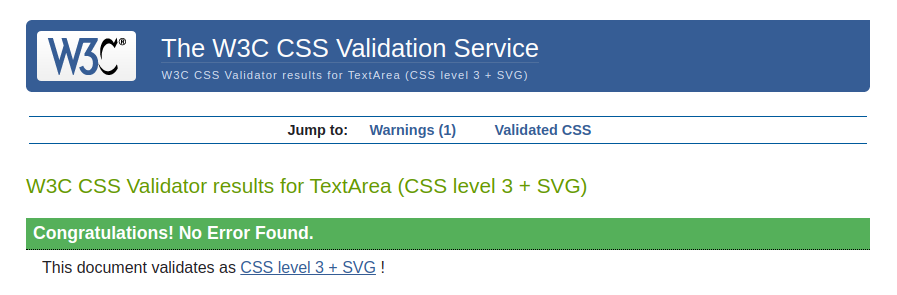 W3C®
The W3C CSS Validation Service
W3C CSS Validator results for TextArea (CSS level 3 + SVG)
Jump to: Warnings (1) Validated CSS
W3C CSS Validator results for TextArea (CSS level 3 + SVG)
Congratulations! No Error Found.
This document validates as CSS level 3 + SVG !